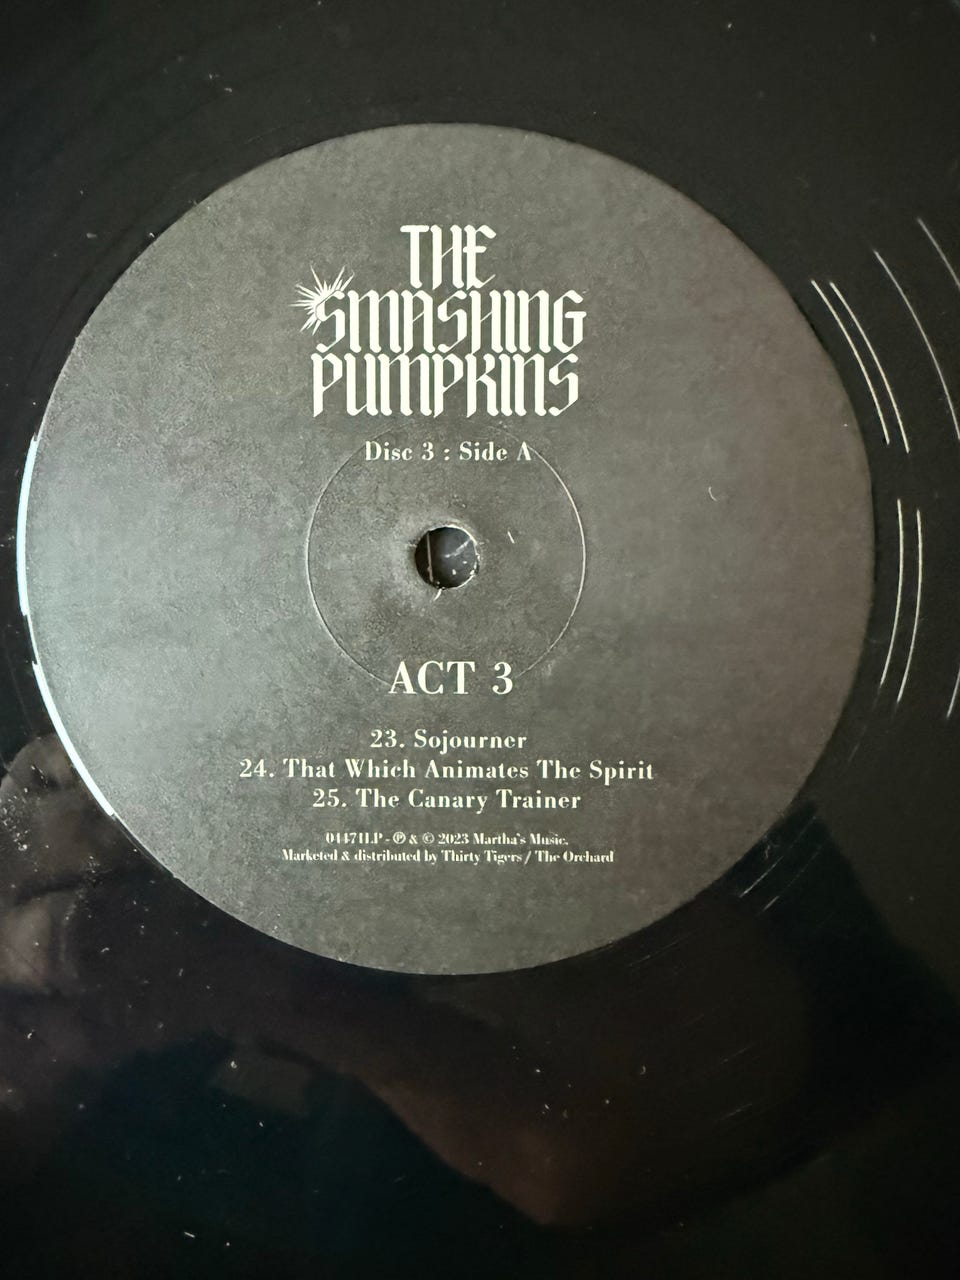 THE
SMASHING
PUMPKINS
Disc 3 : Side A
ACT 3
23. Sojourner
24. That Which Animates The Spirit
25. The Canary Trainer
04471LP - ℗ & © 2023 Martha's Music.
Marketed & distributed by Thirty Tigers / The Orchard